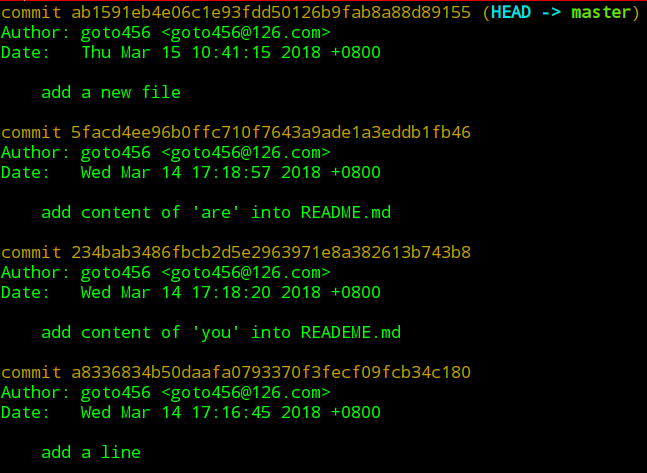 commit ab1591eb4e06c1e93fdd50126b9fab8a88d89155 (HEAD -> master)
Author: goto456 <goto456@126.com>
Date:   Thu Mar 15 10:41:15 2018 +0800
    add a new file
commit 5facd4ee96b0ffc710f7643a9ade1a3eddb1fb46
Author: goto456 <goto456@126.com>
Date:   Wed Mar 14 17:18:57 2018 +0800
    add content of 'are' into README.md
commit 234bab3486fbcb2d5e2963971e8a382613b743b8
Author: goto456 <goto456@126.com>
Date:   Wed Mar 14 17:18:20 2018 +0800
    add content of 'you' into READEME.md
commit a8336834b50daafa0793370f3fecf09fcb34c180
Author: goto456 <goto456@126.com>
Date:   Wed Mar 14 17:16:45 2018 +0800
    add a line